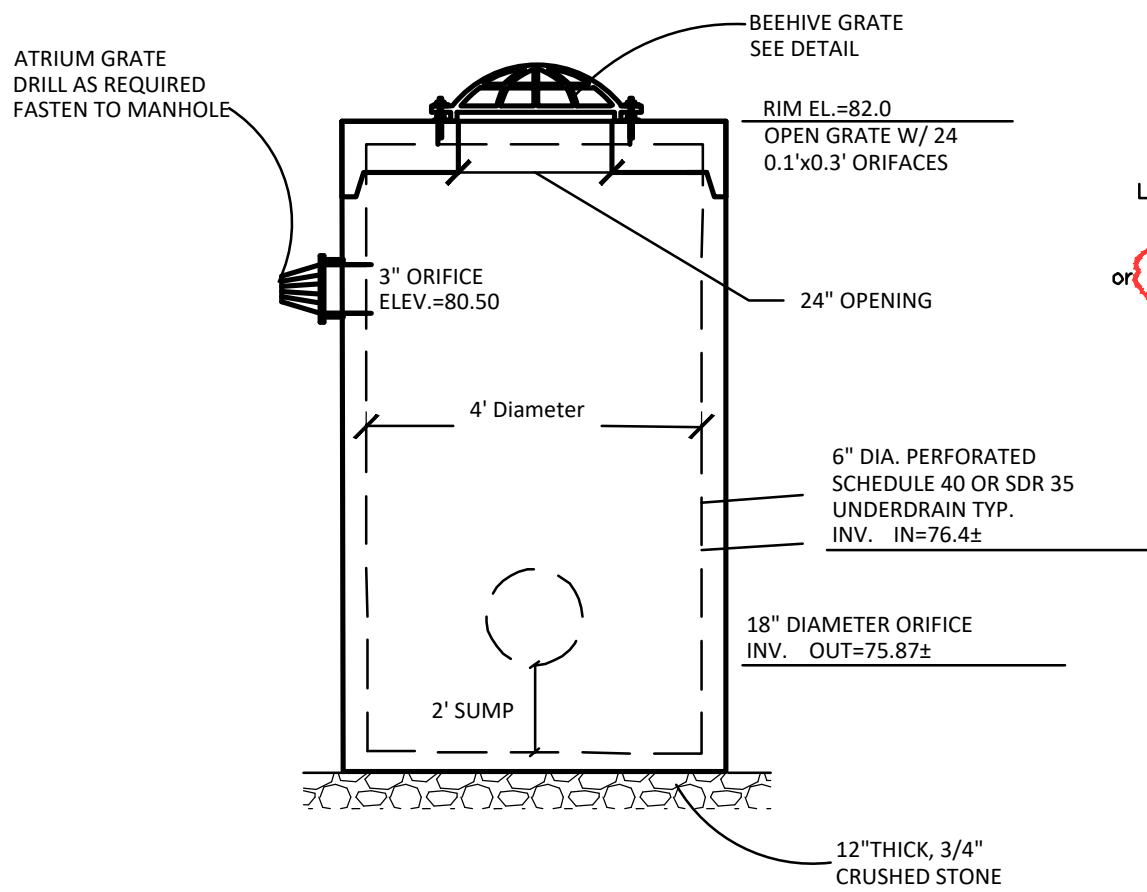 BEEHIVE GRATE
SEE DETAIL
ATRIUM GRATE
DRILL AS REQUIRED
FASTEN TO MANHOLE
RIM EL.=82.0
OPEN GRATE W/ 24
0.1'x0.3' ORIFACES
L
or
3" ORIFICE
ELEV.=80.50
24" OPENING
4' Diameter
6" DIA. PERFORATED
SCHEDULE 40 OR SDR 35
UNDERDRAIN TYP.
INV. IN=76.4±
18" DIAMETER ORIFICE
INV. OUT=75.87±
2' SUMP
12"THICK, 3/4"
CRUSHED STONE